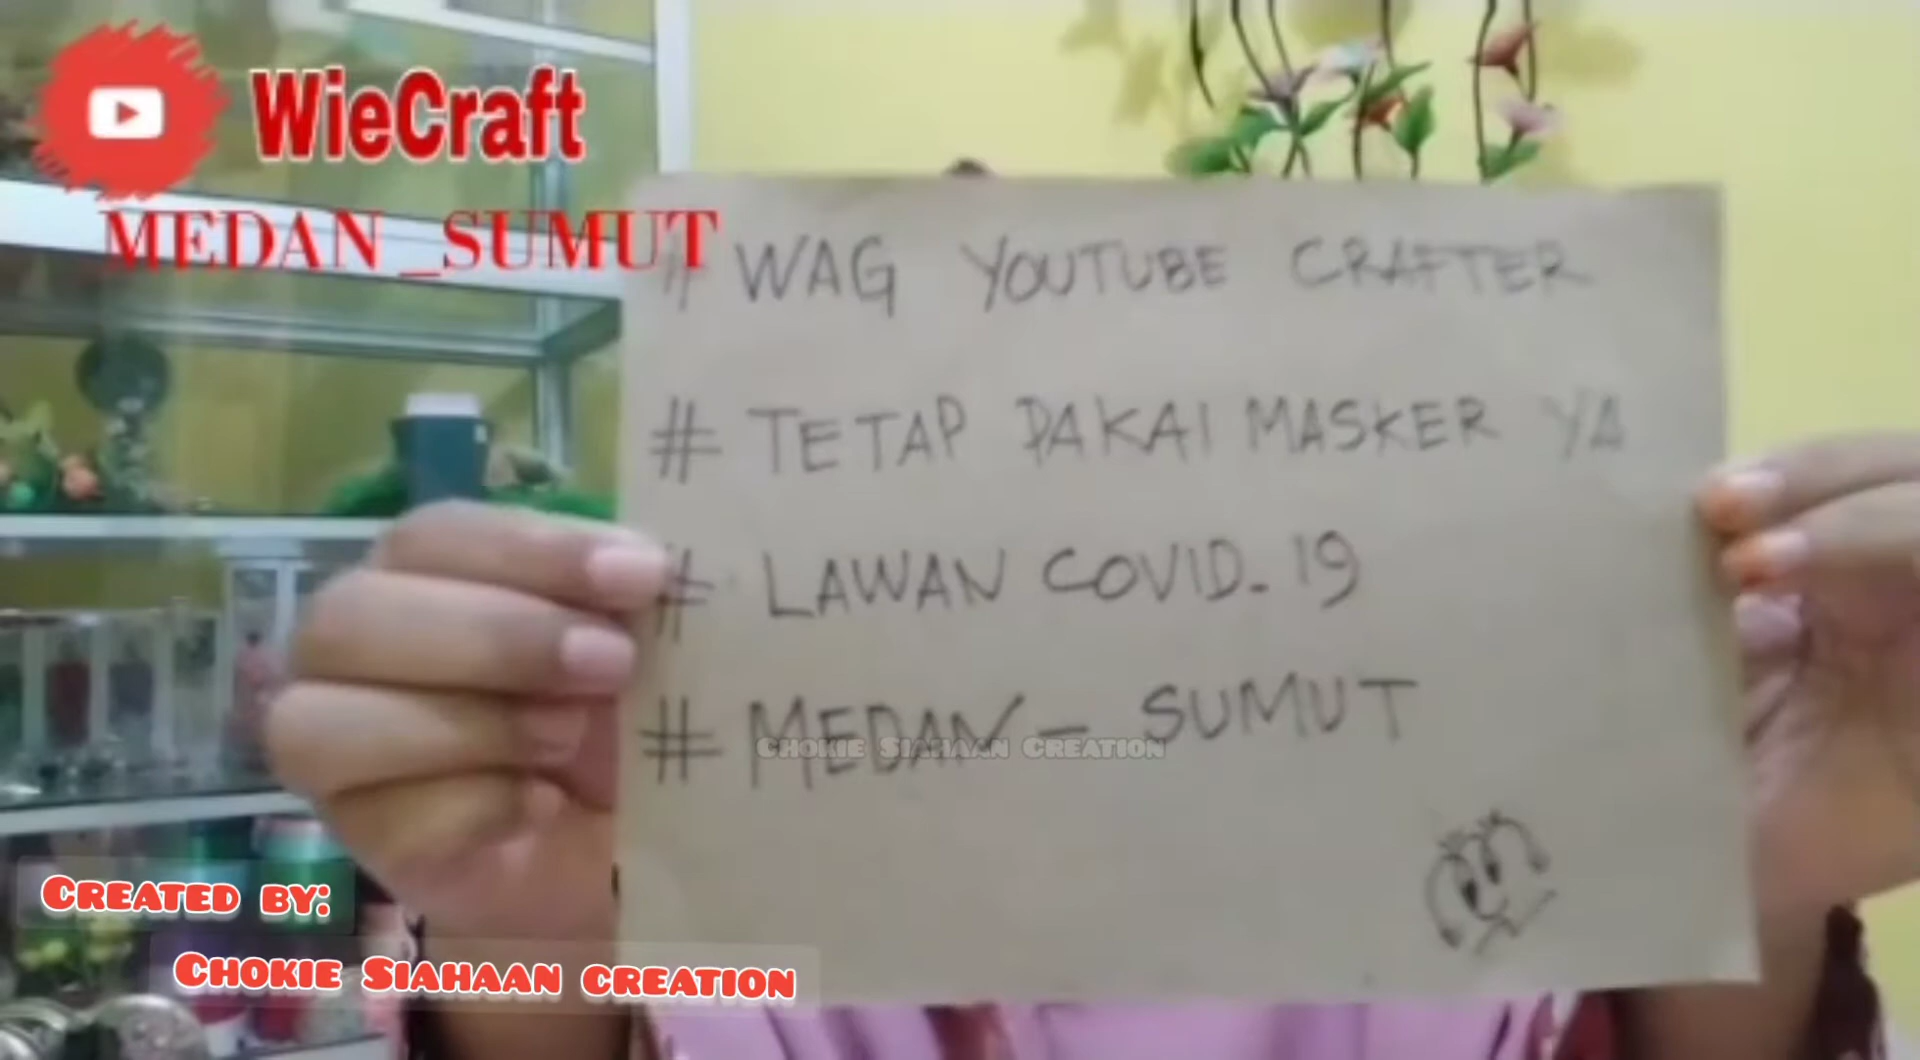 WieCraft
MEDAN _SUMUT
# WAG YOUTUBE CRAFTER
# TETAP PAKAI MASKER YA
# LAWAN COVID-19
# MEDAN - SUMUT
Chokie Siahaan Creation
Created by:
Chokie Siahaan creation